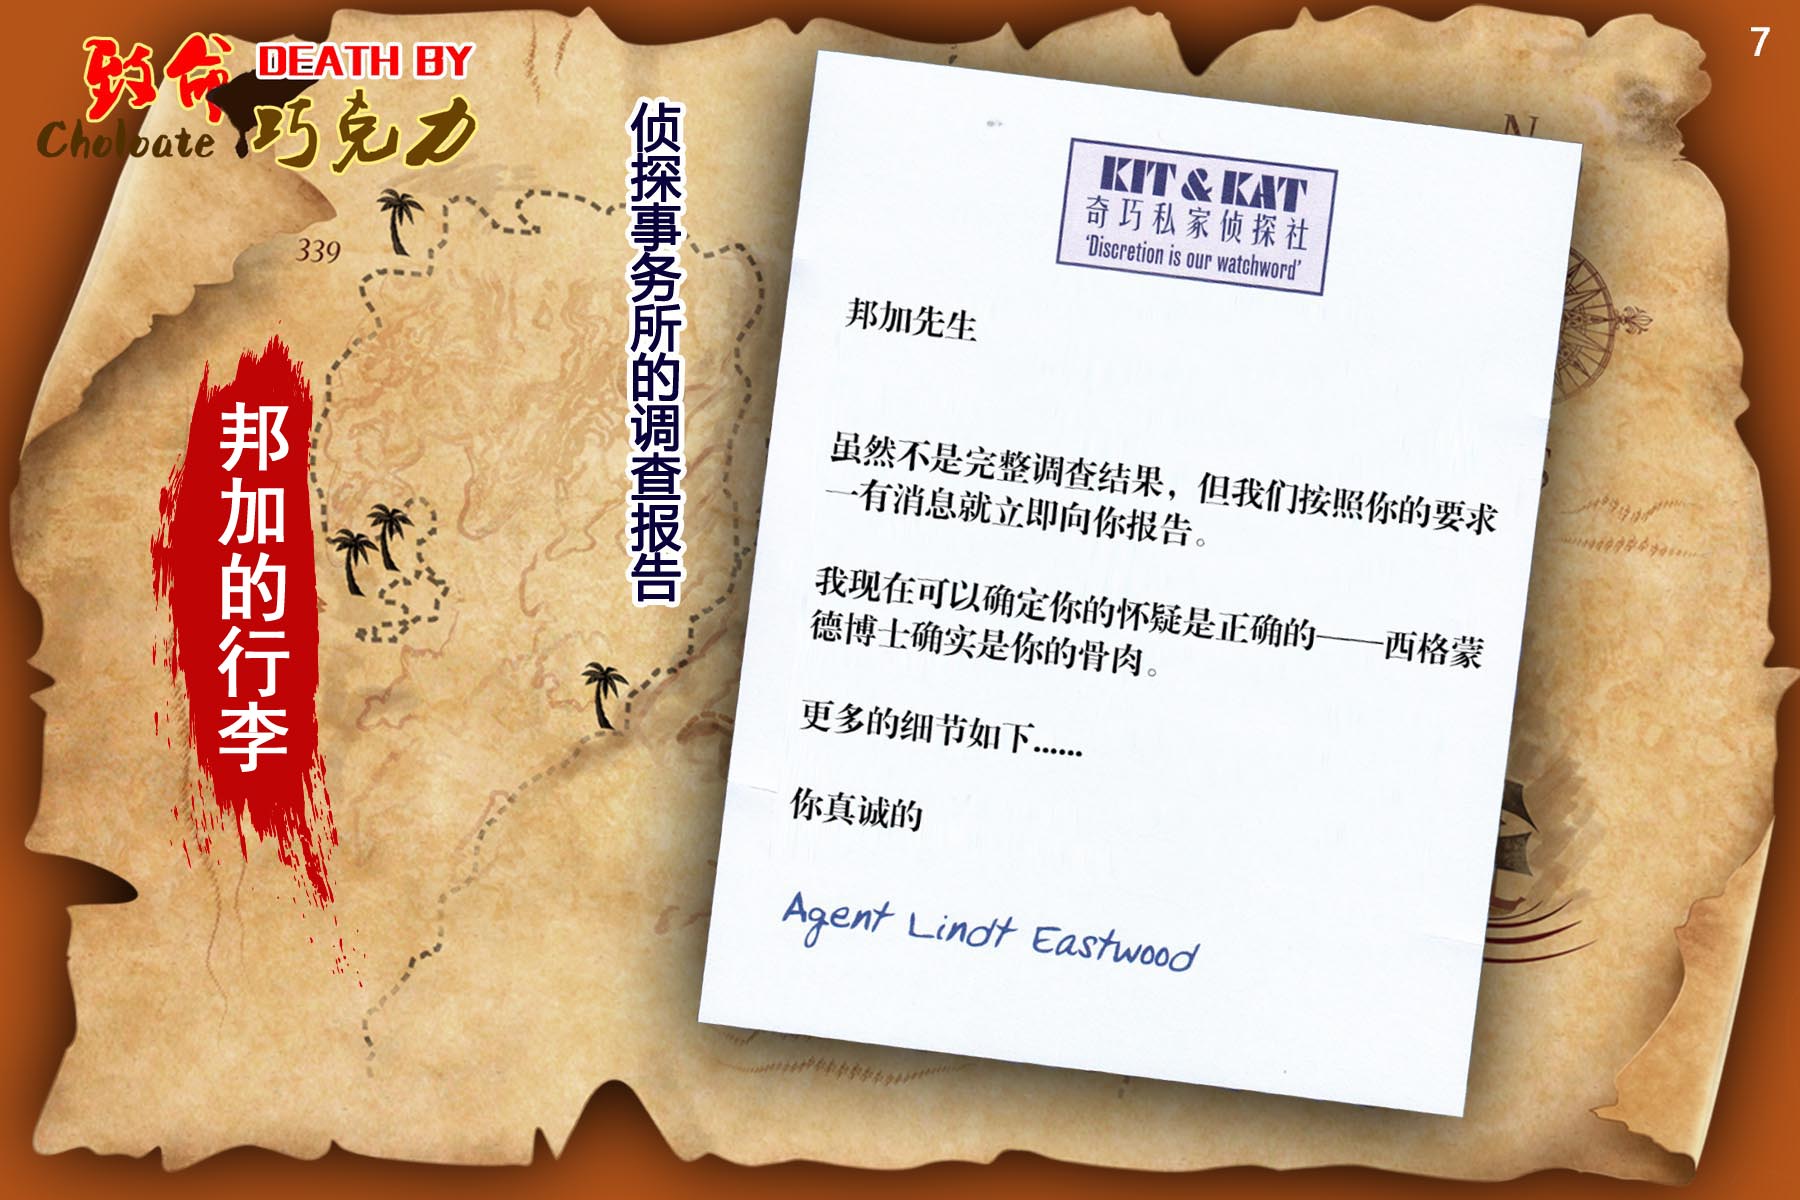 7
致命
DEATH BY
Choloate
巧克力
339
N
S
邦加的行李
侦探事务所的调查报告
KIT & KAT
奇巧私家侦探社
'Discretion is our watchword'
邦加先生
虽然不是完整调查结果，但我们按照你的要求
一有消息就立即向你报告。
我现在可以确定你的怀疑是正确的——西格蒙
德博士确实是你的骨肉。
更多的细节如下......
你真诚的
Agent Lindt Eastwood